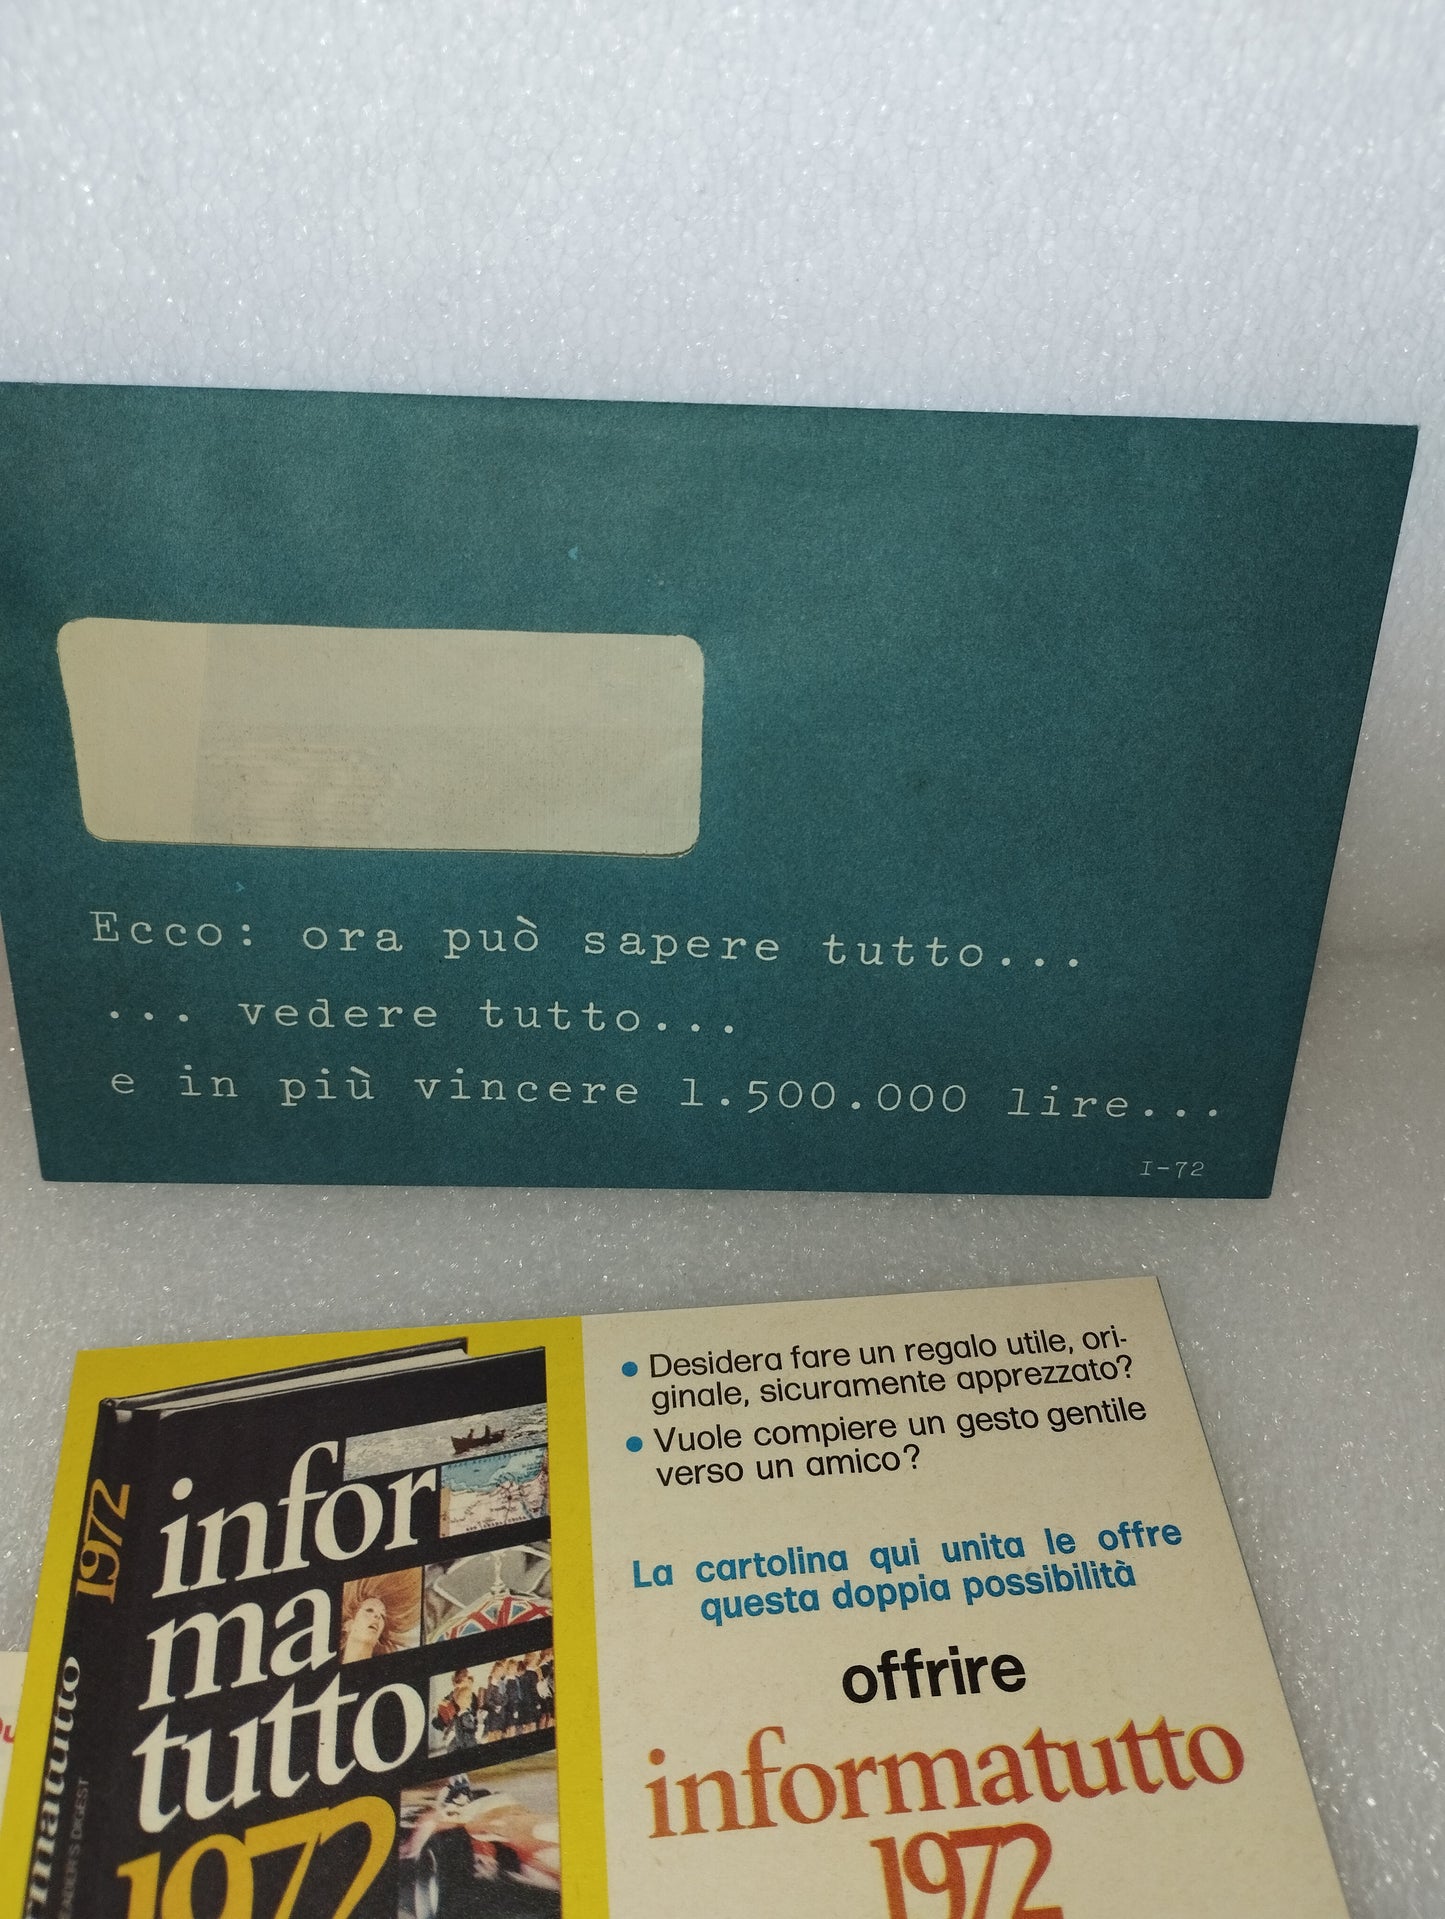 Ecco: ora può sapere tutto...
... vedere tutto...
e in più vincere 1.500.000 lire...
I-72
1972
READER'S DIGEST
infor
ma
tutto
1972
• Desidera fare un regalo utile, ori-
ginale, sicuramente apprezzato?
• Vuole compiere un gesto gentile
verso un amico?
La cartolina qui unita le offre
questa doppia possibilità
offrire
informatutto
1972